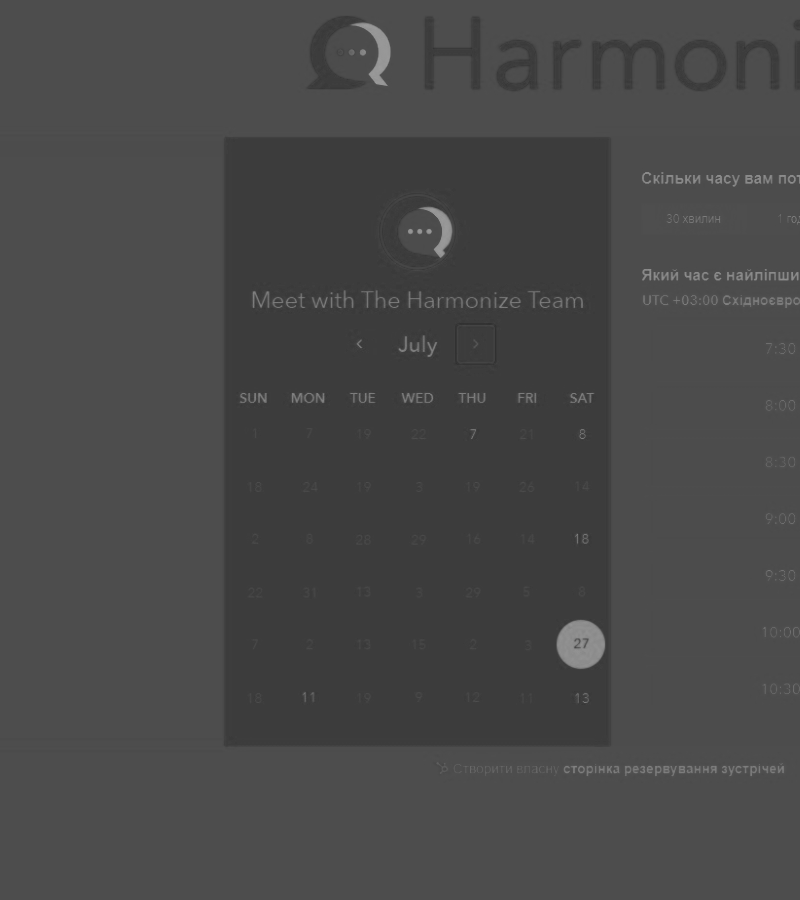 Harmoni
Скільки часу вам пот
30 хвилин 1 год
Meet with The Harmonize Team
Який час є найліпши
UTC +03:00 Східноєвро
July
SUN MON TUE WED THU FRI SAT
1 7 19 22 7 21 8
18 24 19 3 19 26 14
2 8 28 29 16 14 18
22 31 13 3 29 5 6
7 2 13 15 2 3 27
18 11 19 9 12 11 13
7:30
8:00
8:30
9:00
9:30
10:00
10:30
Створити власну сторінка резервування зустрічей